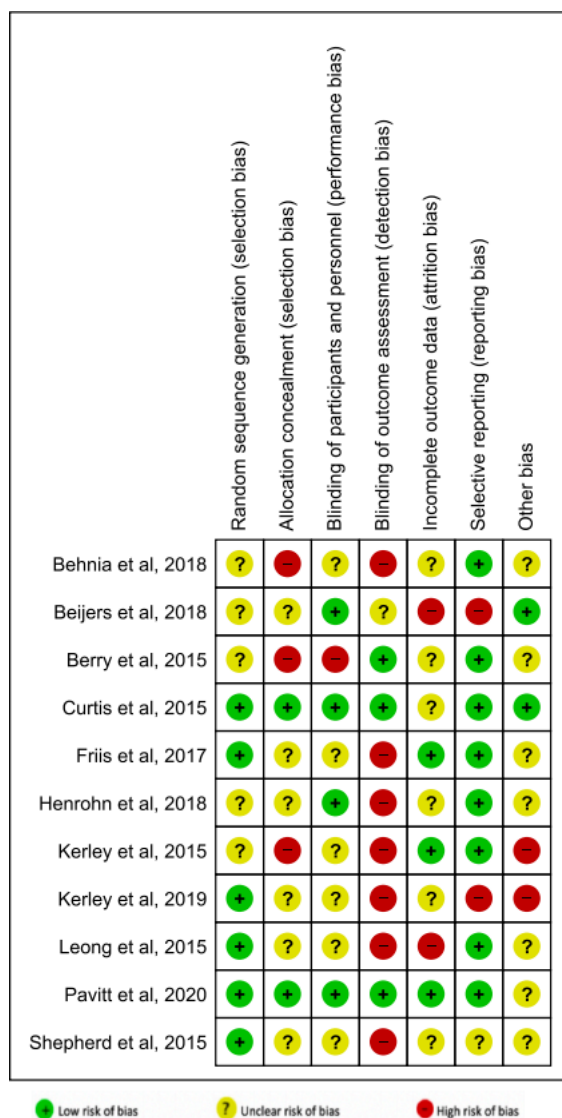 Random sequence generation (selection bias)
Allocation concealment (selection bias)
Blinding of participants and personnel (performance bias)
Blinding of outcome assessment (detection bias)
Incomplete outcome data (attrition bias)
Selective reporting (reporting bias)
Other bias
Behnia et al, 2018 ? - ? - ? + ?
Beijers et al, 2018 ? ? + ? - - +
Berry et al, 2015 ? - - + ? + ?
Curtis et al, 2015 + + + + ? + +
Friis et al, 2017 + ? ? - + + ?
Henrohn et al, 2018 ? ? + - ? + ?
Kerley et al, 2015 ? - ? - + + -
Kerley et al, 2019 + ? ? - ? - -
Leong et al, 2015 + ? ? - - + ?
Pavitt et al, 2020 + + + + + + ?
Shepherd et al, 2015 + ? ? - ? ? ?
+ Low risk of bias ? Unclear risk of bias - High risk of bias